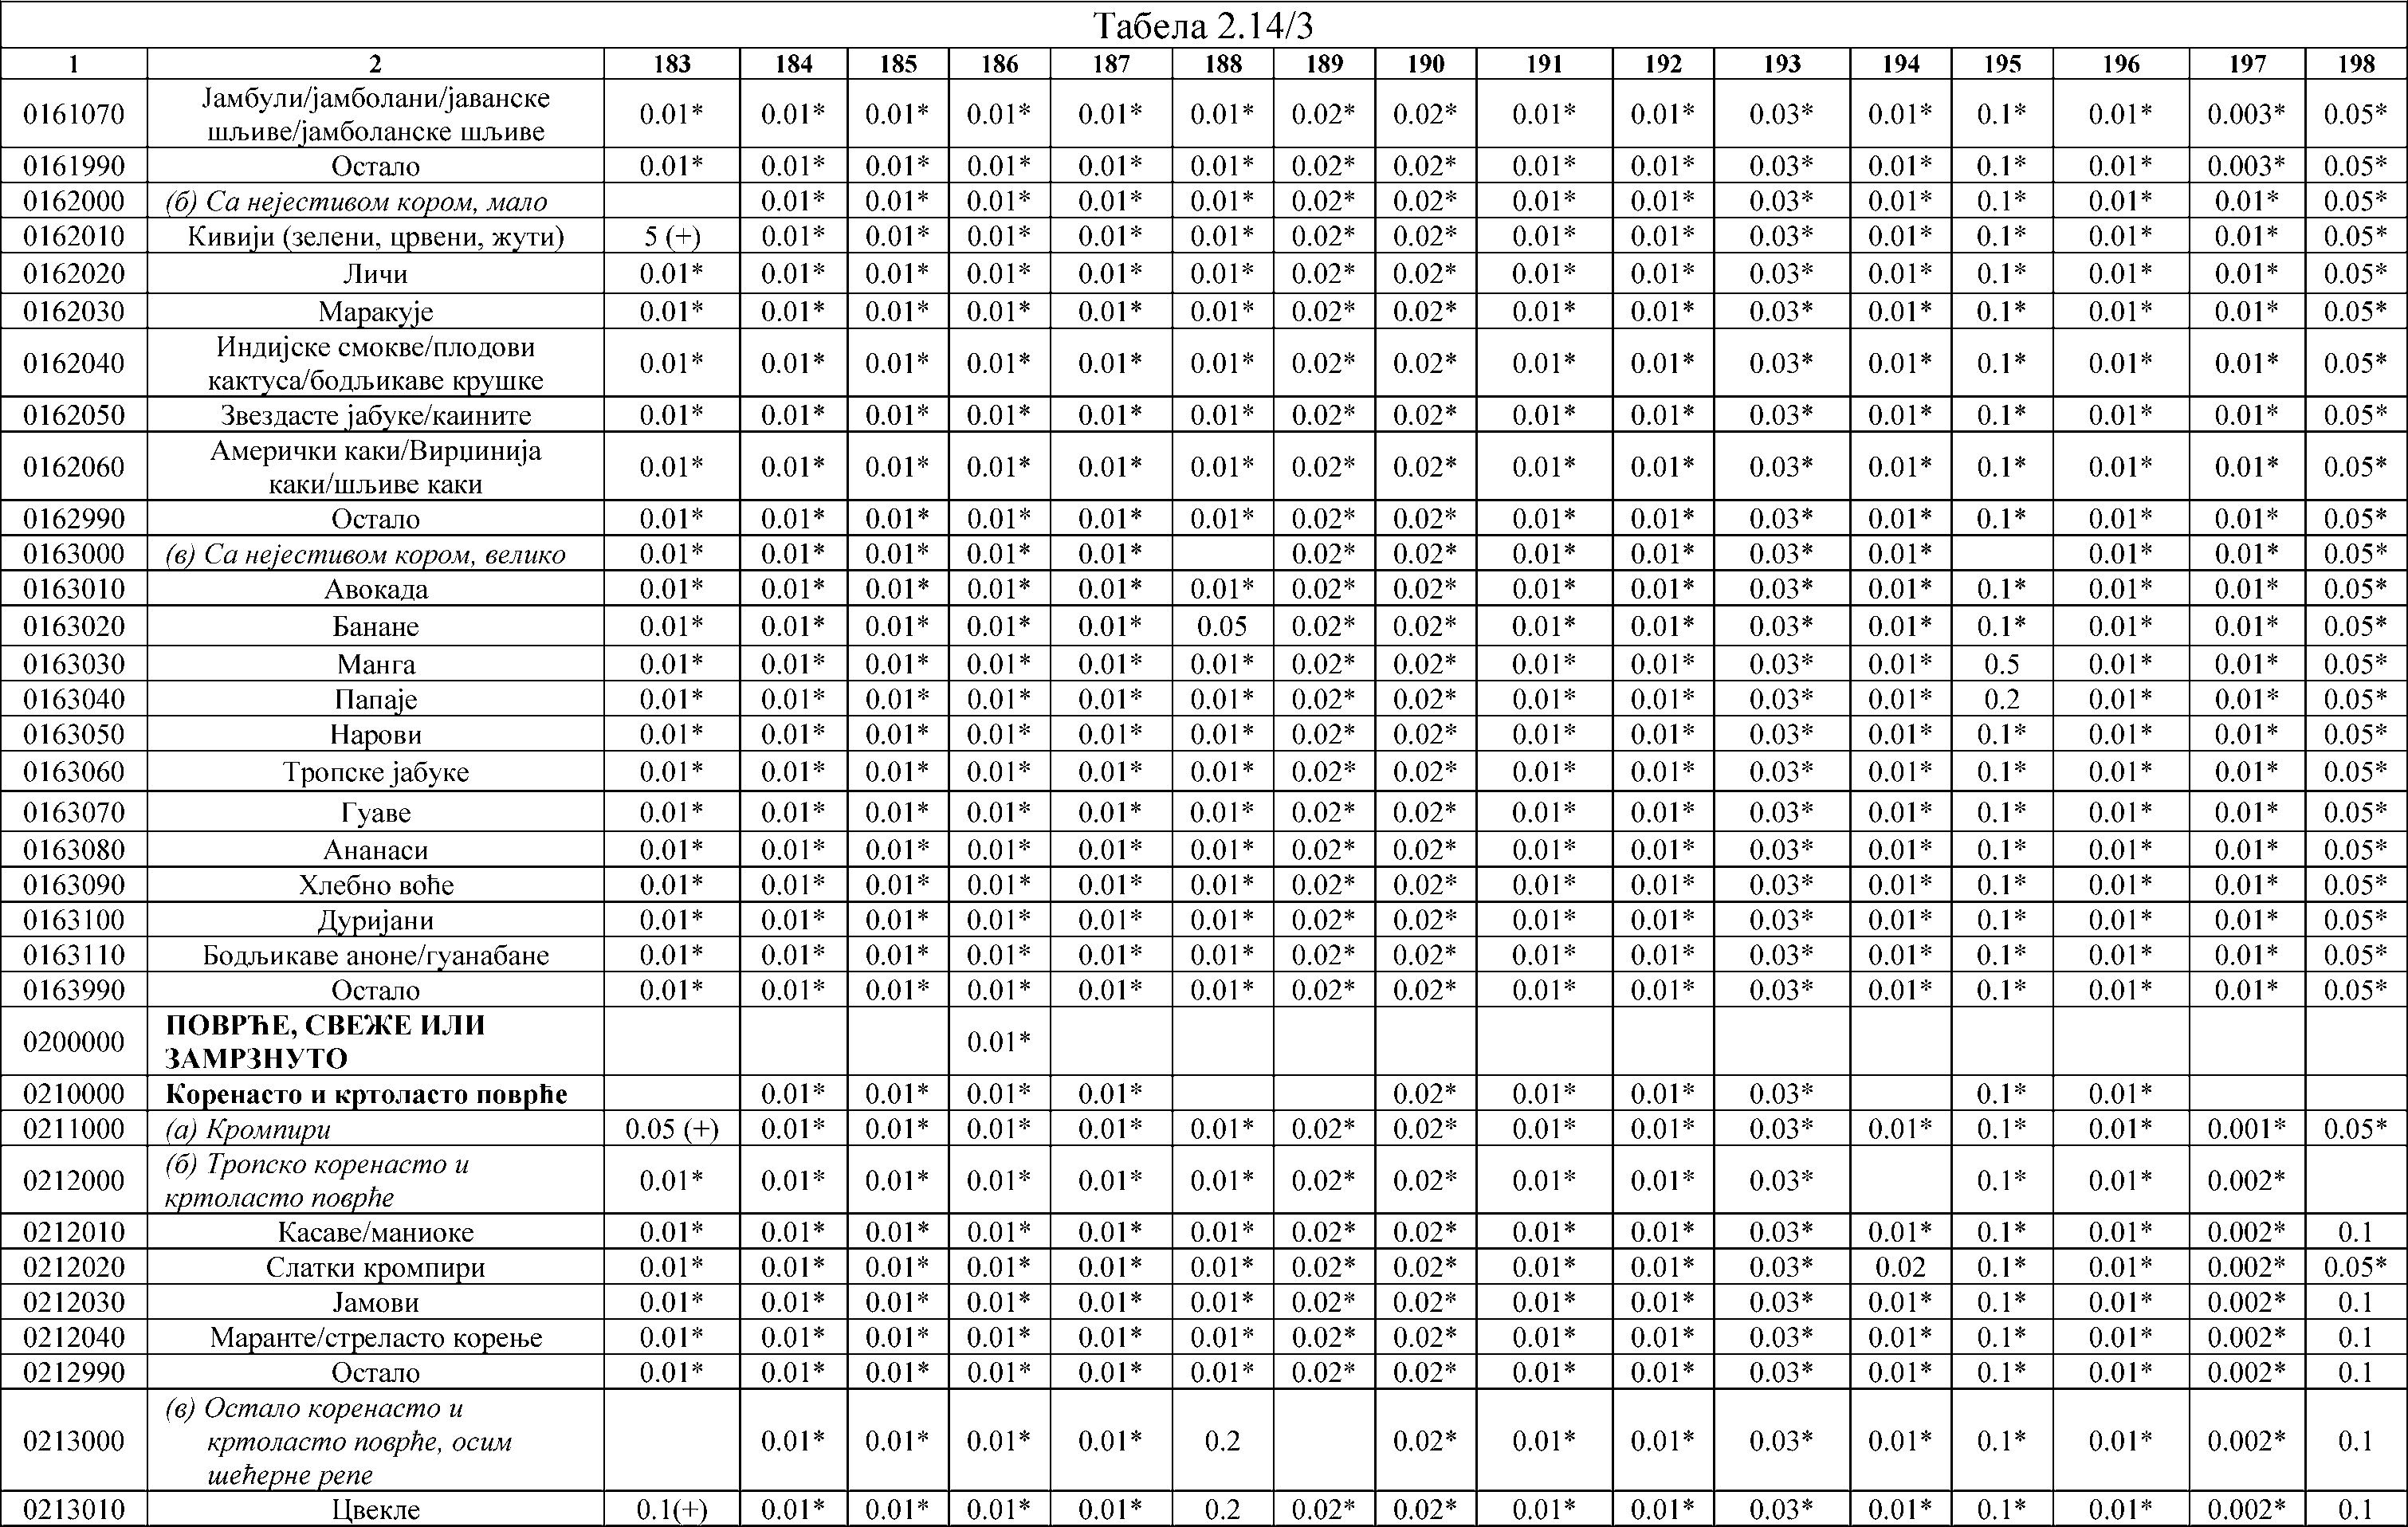 Табела 2.14/3
1 2 183 184 185 186 187 188 189 190 191 192 193 194 195 196 197 198
0161070 Јамбули/јамболани/јаванске шљиве/јамболанске шљиве 0.01* 0.01* 0.01* 0.01* 0.01* 0.01* 0.02* 0.02* 0.01* 0.01* 0.03* 0.01* 0.1* 0.01* 0.003* 0.05*
0161990 Остало 0.01* 0.01* 0.01* 0.01* 0.01* 0.01* 0.02* 0.02* 0.01* 0.01* 0.03* 0.01* 0.1* 0.01* 0.003* 0.05*
0162000 (б) Са нејестивом кором, мало 0.01* 0.01* 0.01* 0.01* 0.01* 0.02* 0.02* 0.01* 0.01* 0.03* 0.01* 0.1* 0.01* 0.01* 0.05*
0162010 Кивији (зелени, црвени, жути) 5 (+) 0.01* 0.01* 0.01* 0.01* 0.01* 0.02* 0.02* 0.01* 0.01* 0.03* 0.01* 0.1* 0.01* 0.01* 0.05*
0162020 Личи 0.01* 0.01* 0.01* 0.01* 0.01* 0.01* 0.02* 0.02* 0.01* 0.01* 0.03* 0.01* 0.1* 0.01* 0.01* 0.05*
0162030 Маракује 0.01* 0.01* 0.01* 0.01* 0.01* 0.01* 0.02* 0.02* 0.01* 0.01* 0.03* 0.01* 0.1* 0.01* 0.01* 0.05*
0162040 Индијске смокве/плодови кактуса/бодљикаве крушке 0.01* 0.01* 0.01* 0.01* 0.01* 0.01* 0.02* 0.02* 0.01* 0.01* 0.03* 0.01* 0.1* 0.01* 0.01* 0.05*
0162050 Звездасте јабуке/каините 0.01* 0.01* 0.01* 0.01* 0.01* 0.01* 0.02* 0.02* 0.01* 0.01* 0.03* 0.01* 0.1* 0.01* 0.01* 0.05*
0162060 Амерички каки/Вирџинија каки/шљиве каки 0.01* 0.01* 0.01* 0.01* 0.01* 0.01* 0.02* 0.02* 0.01* 0.01* 0.03* 0.01* 0.1* 0.01* 0.01* 0.05*
0162990 Остало 0.01* 0.01* 0.01* 0.01* 0.01* 0.01* 0.02* 0.02* 0.01* 0.01* 0.03* 0.01* 0.1* 0.01* 0.01* 0.05*
0163000 (в) Са нејестивом кором, велико 0.01* 0.01* 0.01* 0.01* 0.01* 0.02* 0.02* 0.01* 0.01* 0.03* 0.01* 0.01* 0.01* 0.05*
0163010 Авокада 0.01* 0.01* 0.01* 0.01* 0.01* 0.01* 0.02* 0.02* 0.01* 0.01* 0.03* 0.01* 0.1* 0.01* 0.01* 0.05*
0163020 Банане 0.01* 0.01* 0.01* 0.01* 0.01* 0.05 0.02* 0.02* 0.01* 0.01* 0.03* 0.01* 0.1* 0.01* 0.01* 0.05*
0163030 Манга 0.01* 0.01* 0.01* 0.01* 0.01* 0.01* 0.02* 0.02* 0.01* 0.01* 0.03* 0.01* 0.5 0.01* 0.01* 0.05*
0163040 Папаје 0.01* 0.01* 0.01* 0.01* 0.01* 0.01* 0.02* 0.02* 0.01* 0.01* 0.03* 0.01* 0.2 0.01* 0.01* 0.05*
0163050 Нарови 0.01* 0.01* 0.01* 0.01* 0.01* 0.01* 0.02* 0.02* 0.01* 0.01* 0.03* 0.01* 0.1* 0.01* 0.01* 0.05*
0163060 Тропске јабуке 0.01* 0.01* 0.01* 0.01* 0.01* 0.01* 0.02* 0.02* 0.01* 0.01* 0.03* 0.01* 0.1* 0.01* 0.01* 0.05*
0163070 Гуаве 0.01* 0.01* 0.01* 0.01* 0.01* 0.01* 0.02* 0.02* 0.01* 0.01* 0.03* 0.01* 0.1* 0.01* 0.01* 0.05*
0163080 Ананаси 0.01* 0.01* 0.01* 0.01* 0.01* 0.01* 0.02* 0.02* 0.01* 0.01* 0.03* 0.01* 0.1* 0.01* 0.01* 0.05*
0163090 Хлебно воће 0.01* 0.01* 0.01* 0.01* 0.01* 0.01* 0.02* 0.02* 0.01* 0.01* 0.03* 0.01* 0.1* 0.01* 0.01* 0.05*
0163100 Дуријани 0.01* 0.01* 0.01* 0.01* 0.01* 0.01* 0.02* 0.02* 0.01* 0.01* 0.03* 0.01* 0.1* 0.01* 0.01* 0.05*
0163110 Бодљикаве аноне/гуанабане 0.01* 0.01* 0.01* 0.01* 0.01* 0.01* 0.02* 0.02* 0.01* 0.01* 0.03* 0.01* 0.1* 0.01* 0.01* 0.05*
0163990 Остало 0.01* 0.01* 0.01* 0.01* 0.01* 0.01* 0.02* 0.02* 0.01* 0.01* 0.03* 0.01* 0.1* 0.01* 0.01* 0.05*
0200000 ПОВРЋЕ, СВЕЖЕ ИЛИ ЗАМРЗНУТО 0.01*
0210000 Коренасто и кртоласто поврће 0.01* 0.01* 0.01* 0.01* 0.02* 0.01* 0.01* 0.03* 0.1* 0.01*
0211000 (а) Кромпири 0.05 (+) 0.01* 0.01* 0.01* 0.01* 0.01* 0.02* 0.02* 0.01* 0.01* 0.03* 0.01* 0.1* 0.01* 0.001* 0.05*
0212000 (б) Тропско коренасто и кртоласто поврће 0.01* 0.01* 0.01* 0.01* 0.01* 0.01* 0.02* 0.02* 0.01* 0.01* 0.03* 0.1* 0.01* 0.002*
0212010 Касаве/маниоке 0.01* 0.01* 0.01* 0.01* 0.01* 0.01* 0.02* 0.02* 0.01* 0.01* 0.03* 0.01* 0.1* 0.01* 0.002* 0.1
0212020 Слатки кромпири 0.01* 0.01* 0.01* 0.01* 0.01* 0.01* 0.02* 0.02* 0.01* 0.01* 0.03* 0.02 0.1* 0.01* 0.002* 0.05*
0212030 Јамови 0.01* 0.01* 0.01* 0.01* 0.01* 0.01* 0.02* 0.02* 0.01* 0.01* 0.03* 0.01* 0.1* 0.01* 0.002* 0.1
0212040 Маранте/стреласто корење 0.01* 0.01* 0.01* 0.01* 0.01* 0.01* 0.02* 0.02* 0.01* 0.01* 0.03* 0.01* 0.1* 0.01* 0.002* 0.1
0212990 Остало 0.01* 0.01* 0.01* 0.01* 0.01* 0.01* 0.02* 0.02* 0.01* 0.01* 0.03* 0.01* 0.1* 0.01* 0.002* 0.1
0213000 (в) Остало коренасто и кртоласто поврће, осим шећерне репе 0.01* 0.01* 0.01* 0.01* 0.2 0.02* 0.01* 0.01* 0.03* 0.01* 0.1* 0.01* 0.002* 0.1
0213010 Цвекле 0.1(+) 0.01* 0.01* 0.01* 0.01* 0.2 0.02* 0.02* 0.01* 0.01* 0.03* 0.01* 0.1* 0.01* 0.002* 0.1